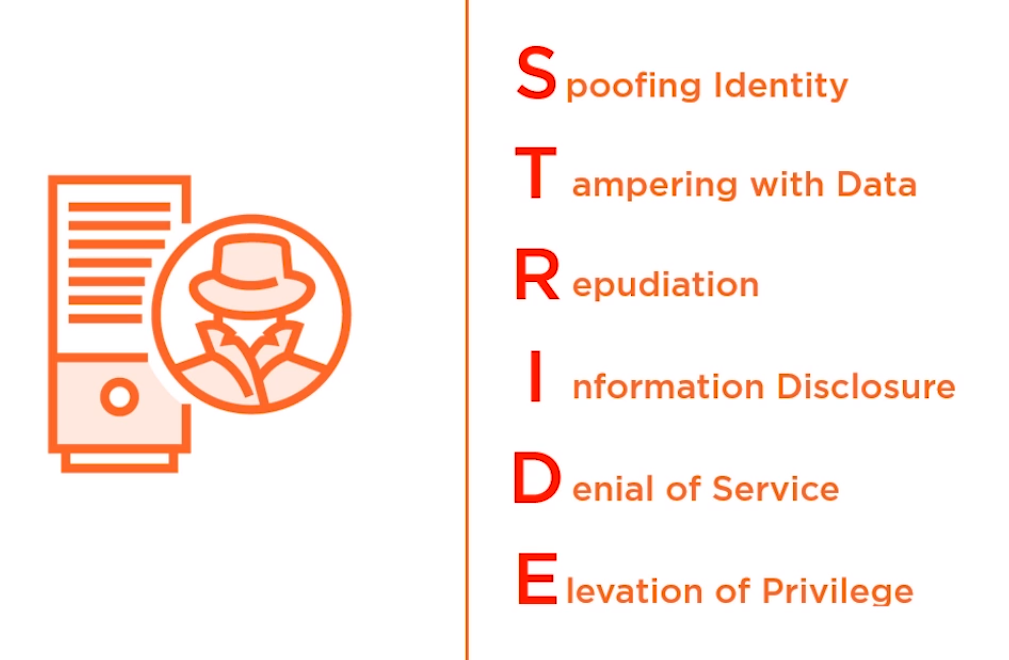 Spoofing Identity
Tampering with Data
Repudiation
Information Disclosure
Denial of Service
Elevation of Privilege